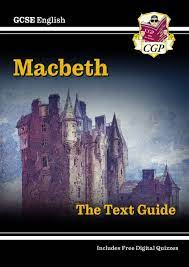 GCSE English
CGP
Macbeth
The Text Guide
Includes Free Digital Quizzes